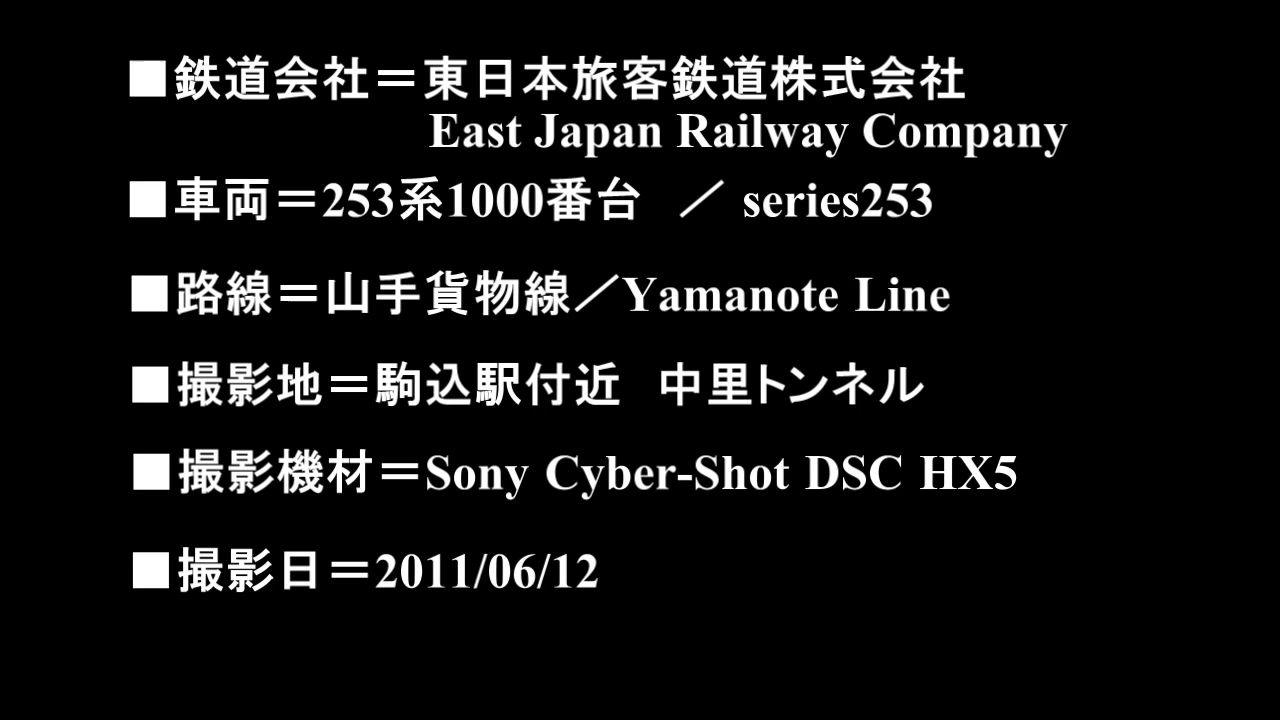 ■鉄道会社＝東日本旅客鉄道株式会社
East Japan Railway Company
■車両＝253系1000番台　／ series253
■路線＝山手貨物線／Yamanote Line
■撮影地＝駒込駅付近　中里トンネル
■撮影機材＝Sony Cyber-Shot DSC HX5
■撮影日＝2011/06/12